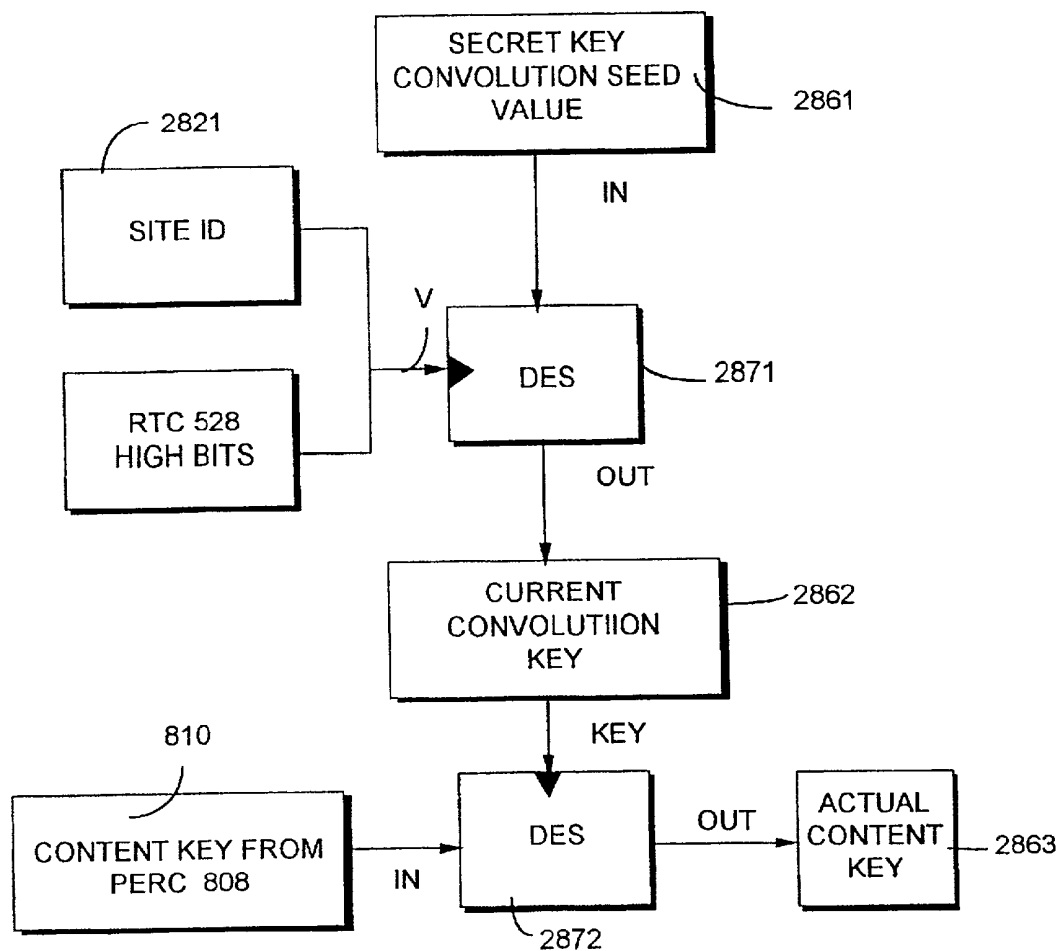 SECRET KEY
CONVOLUTION SEED
VALUE
2861
2821
IN
SITE ID
V
DES
2871
RTC 528
HIGH BITS
OUT
CURRENT
CONVOLUTIION
KEY
2862
810
KEY
CONTENT KEY FROM
PERC 808
IN
DES
OUT
ACTUAL
CONTENT
KEY
2863
2872